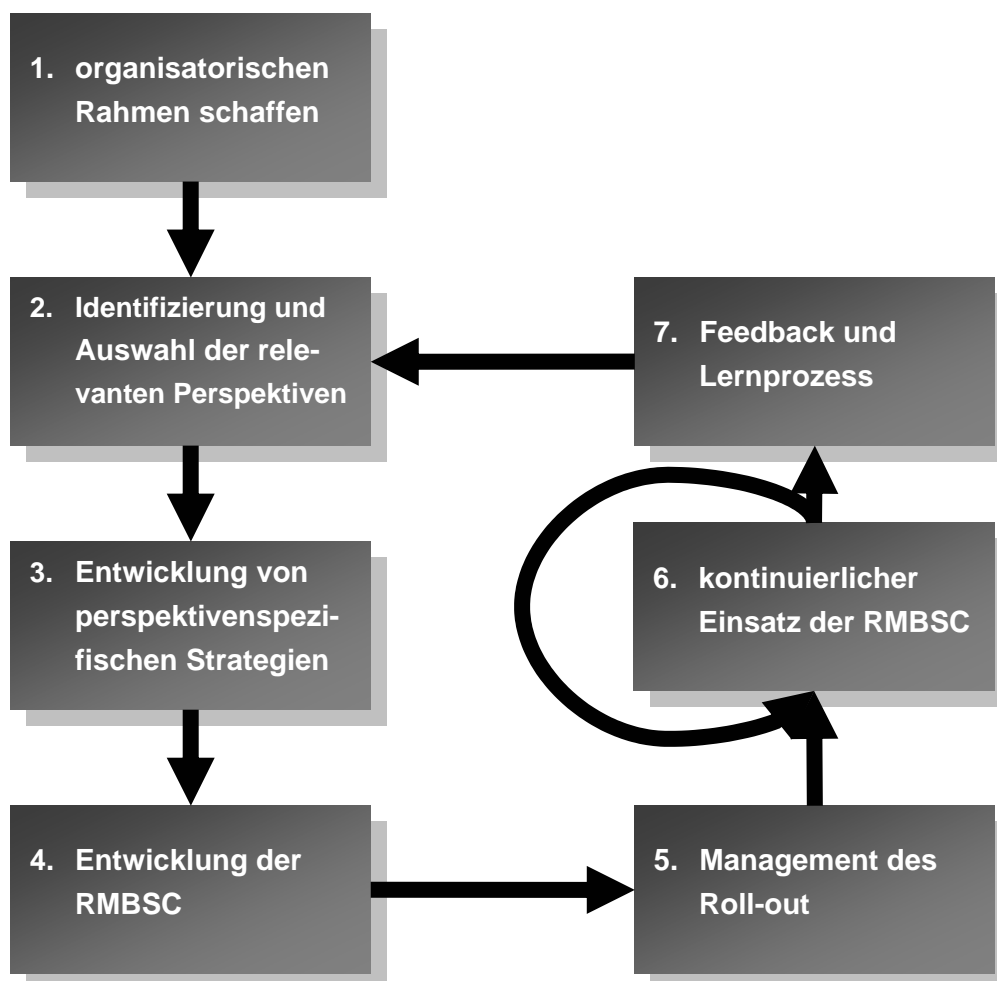 1. organisatorischen
Rahmen schaffen
2. Identifizierung und
Auswahl der rele-
vanten Perspektiven
3. Entwicklung von
perspektivenspezi-
fischen Strategien
4. Entwicklung der
RMBSC
5. Management des
Roll-out
6. kontinuierlicher
Einsatz der RMBSC
7. Feedback und
Lernprozess